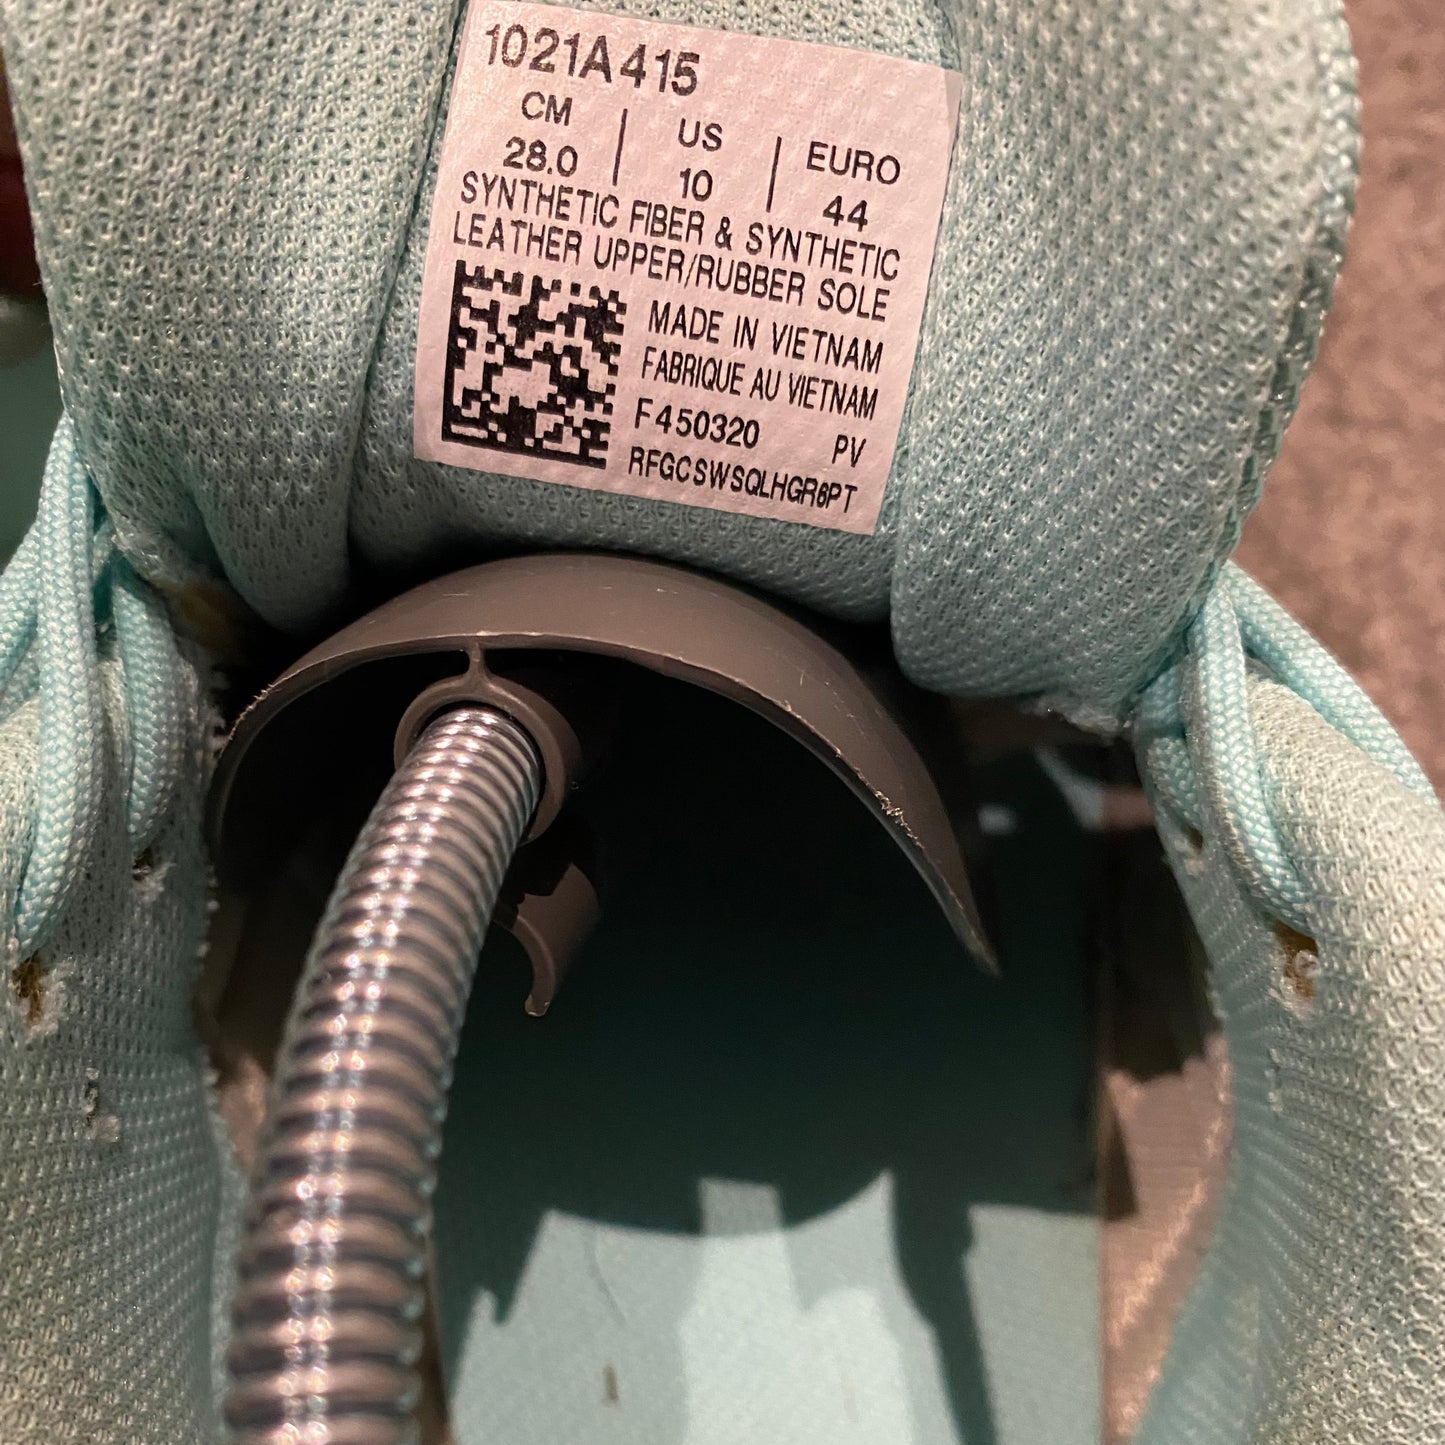 1021A415
CM | US | EURO
28.0 | 10 | 44
SYNTHETIC FIBER & SYNTHETIC
LEATHER UPPER/RUBBER SOLE
MADE IN VIETNAM
FABRIQUE AU VIETNAM
F450320 PV
RFGCSWSQLHGR6PT